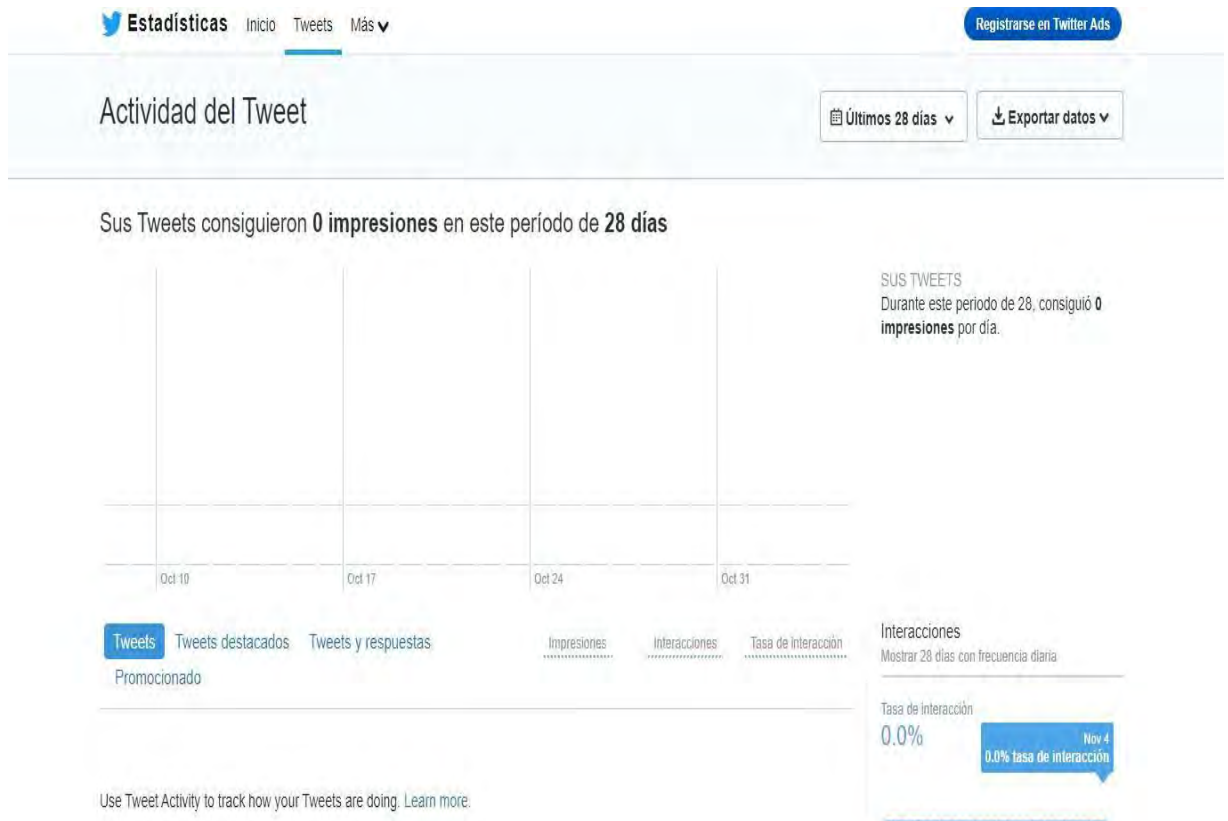 Estadísticas Inicio Tweets Más
Registrarse en Twitter Ads
Actividad del Tweet
Últimos 28 días
Exportar datos
Sus Tweets consiguieron 0 impresiones en este período de 28 días
SUS TWEETS
Durante este periodo de 28, consiguió 0
impresiones por día.
Oct 10 Oct 17 Oct 24 Oct 31
Tweets Tweets destacados Tweets y respuestas
Promocionado
Impresiones Interacciones Tasa de interacción
Interacciones
Mostrar 28 días con frecuencia diaria
Tasa de interacción
0.0%
Nov 4
0.0% tasa de interacción
Use Tweet Activity to track how your Tweets are doing. Learn more.